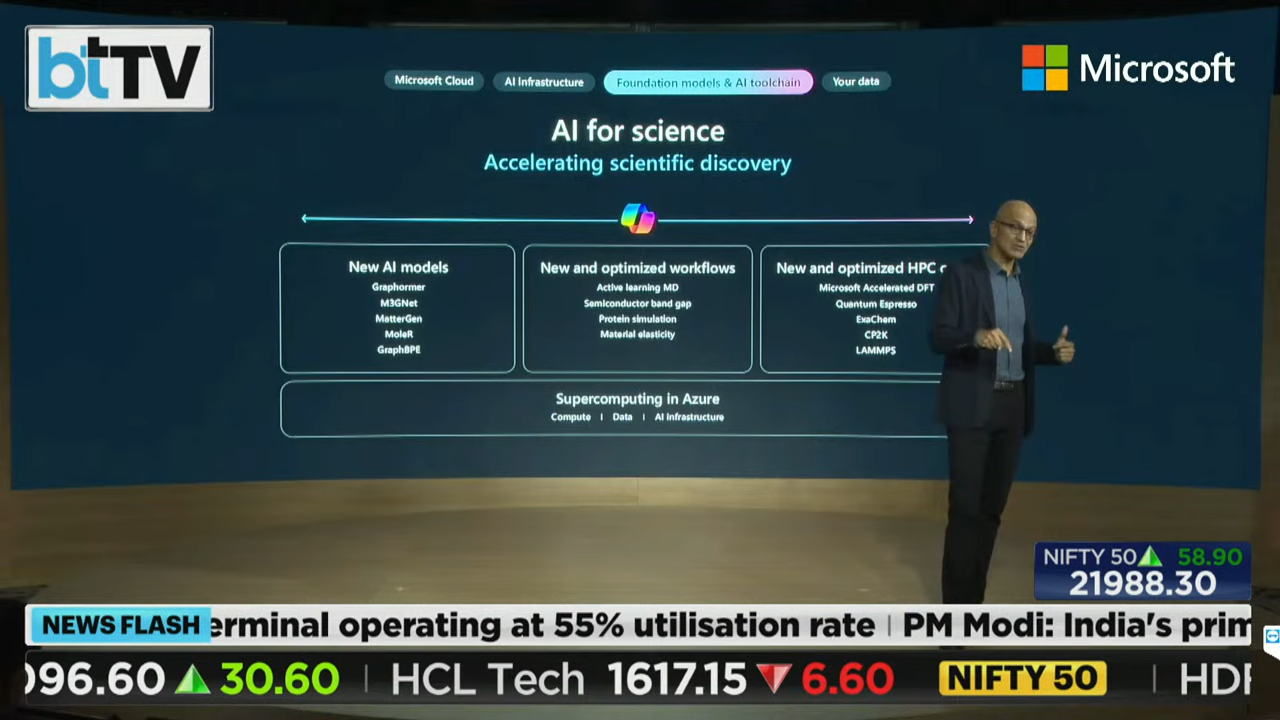 btTV
Microsoft
Microsoft Cloud
AI Infrastructure
Foundation models & AI toolchain
Your data
AI for science
Accelerating scientific discovery
New AI models
Graphormer
M3GNet
MatterGen
MoleR
GraphBPE
New and optimized workflows
Active learning MD
Semiconductor band gap
Protein simulation
Material elasticity
New and optimized HPC
Microsoft Accelerated DFT
Quantum Espresso
ExaChem
CP2K
LAMMPS
Supercomputing in Azure
Compute | Data | AI Infrastructure
NIFTY 50 58.90
21988.30
NEWS FLASH erminal operating at 55% utilisation rate | PM Modi: India's prim
096.60 30.60 | HCL Tech 1617.15 6.60 NIFTY 50 | HDF